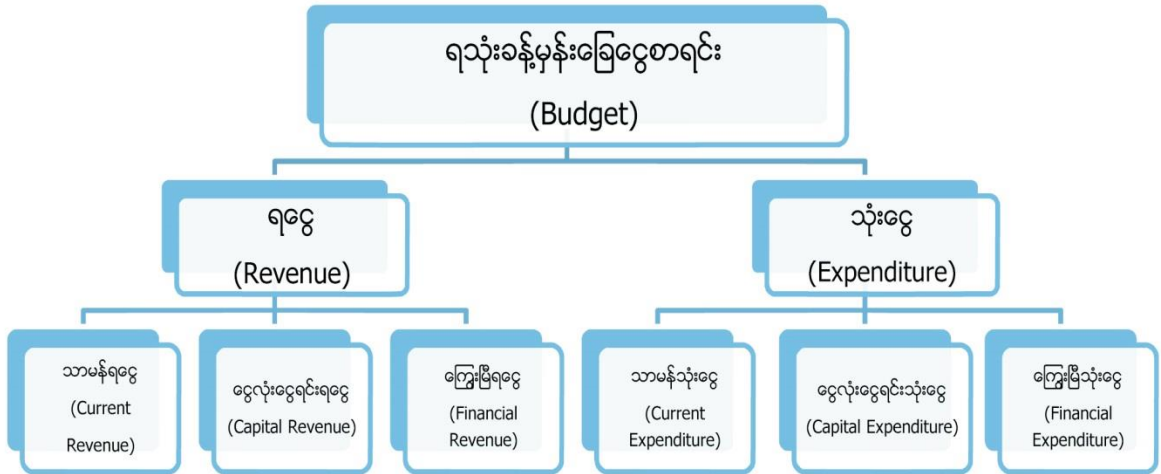 ရသုံးခန့်မှန်းခြေငွေစာရင်း
(Budget)
ရငွေ
(Revenue)
သုံးငွေ
(Expenditure)
သာမန်ရငွေ
(Current
Revenue)
ငွေလုံးငွေရင်းရငွေ
(Capital Revenue)
ကြွေးမြီရငွေ
(Financial
Revenue)
သာမန်သုံးငွေ
(Current
Expenditure)
ငွေလုံးငွေရင်းသုံးငွေ
(Capital Expenditure)
ကြွေးမြီသုံးငွေ
(Financial
Expenditure)